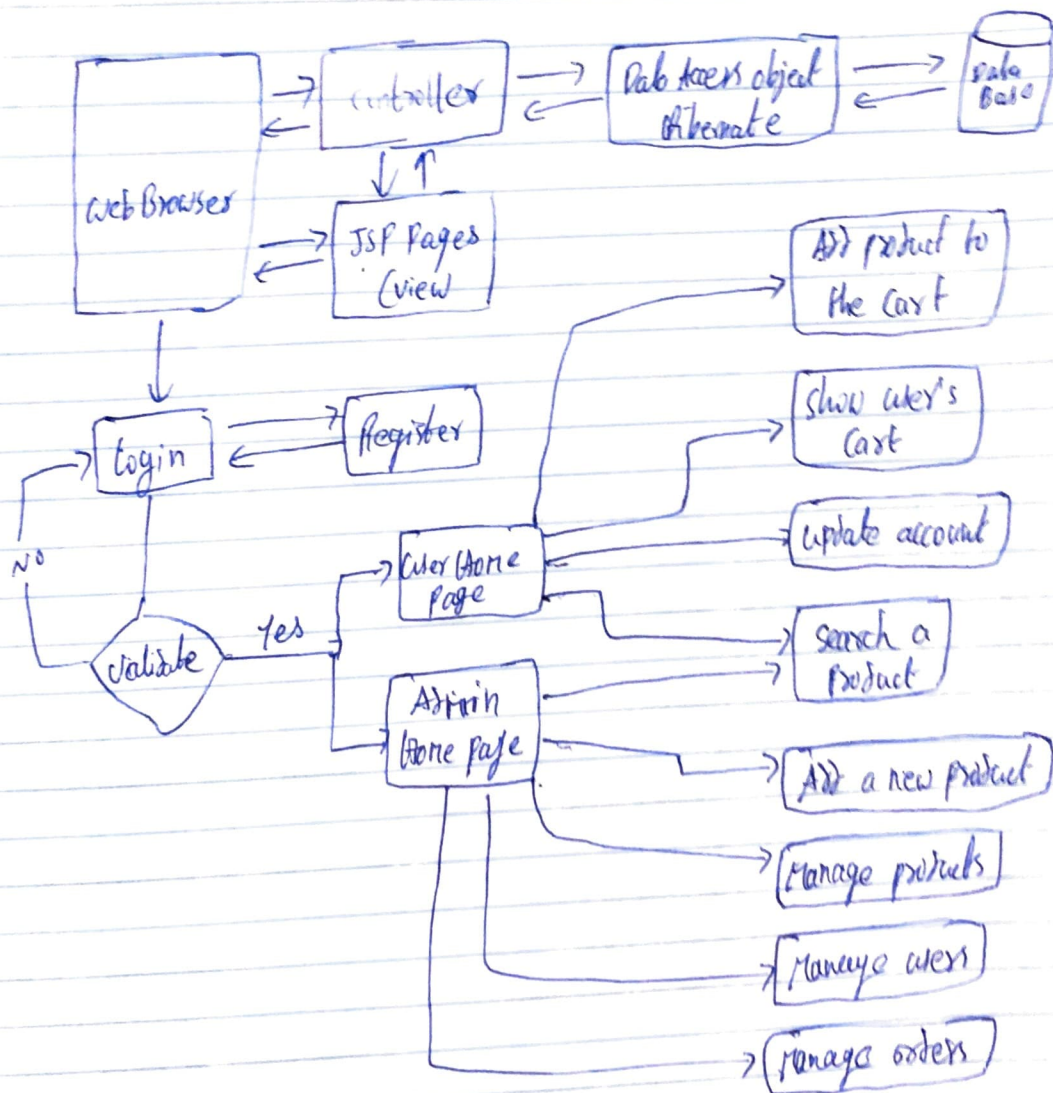 Controller
Data Access object
Hibernate
Data
Base
Web Browser
JSP Pages
(view
Add product to
the Cart
Show user's
Cart
Login
Register
update account
NO
User Home
page
Yes
validate
Search a
product
Admin
Home page
Add a new product
Manage products
Manage users
Manage orders